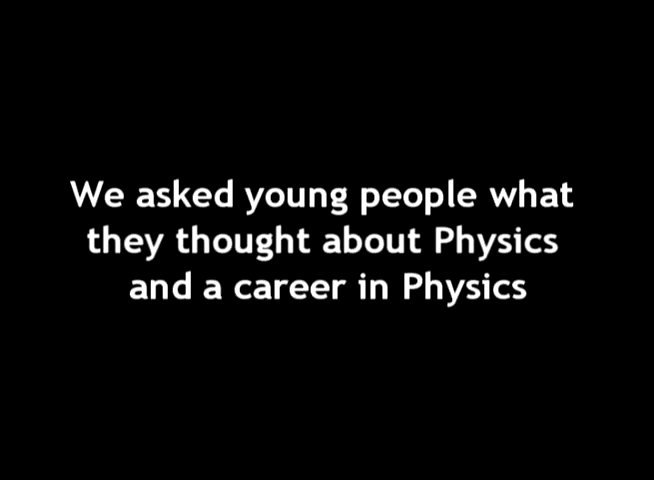 We asked young people what
they thought about Physics
and a career in Physics